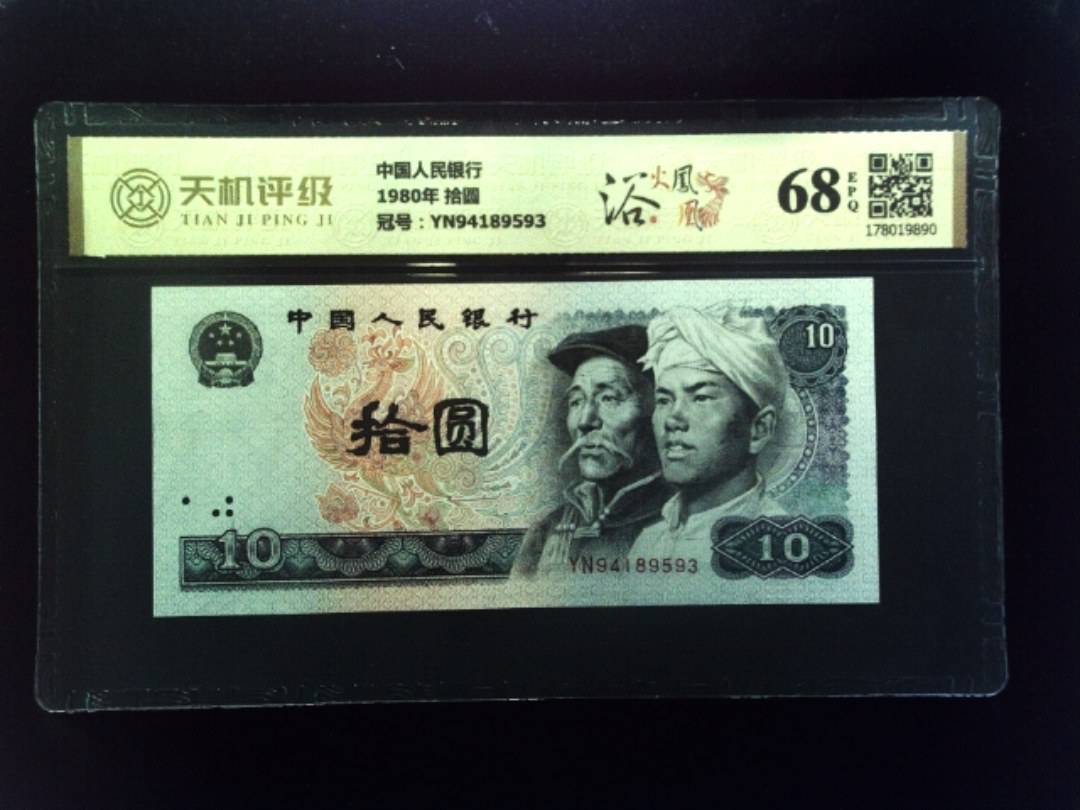 天机评级
TIAN JI PING JI
中国人民银行
1980年 拾圆
冠号：YN94189593
浴火凤凰
68
EPQ
178019890
中国人民银行
10
拾圆
10
YN94189593
10